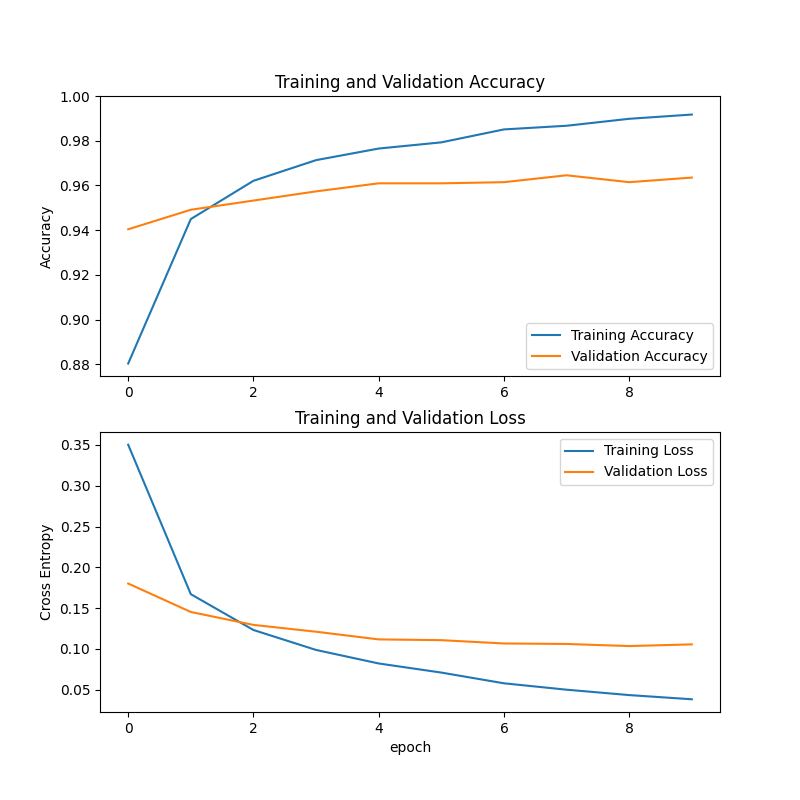 Training and Validation Accuracy
1.00
0.98
0.96
0.94
0.92
0.90
0.88
Accuracy
Training Accuracy
Validation Accuracy
0 2 4 6 8
Training and Validation Loss
0.35
0.30
0.25
0.20
0.15
0.10
0.05
Cross Entropy
Training Loss
Validation Loss
0 2 4 6 8
epoch